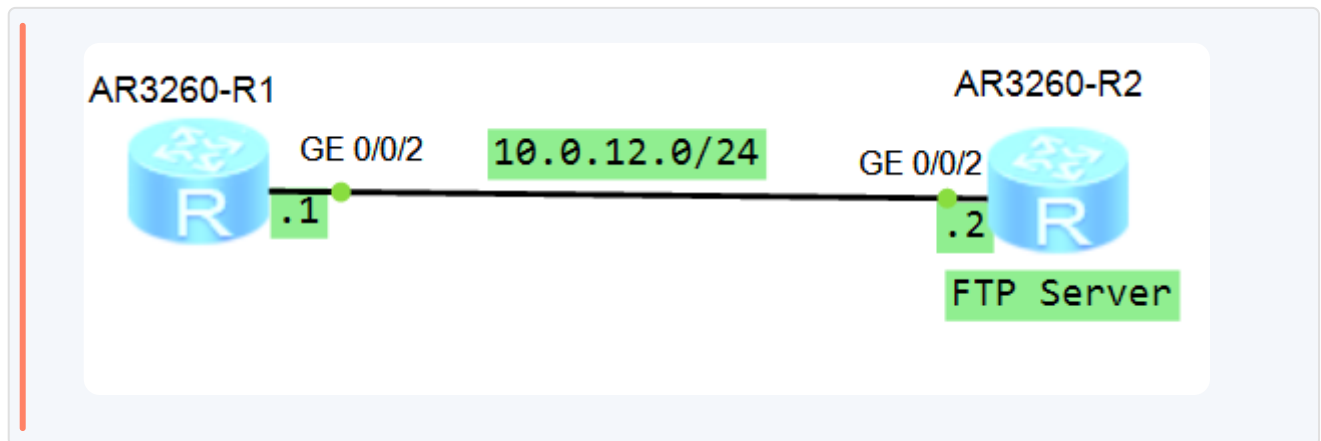 AR3260-R1
AR3260-R2
GE 0/0/2
10.0.12.0/24
GE 0/0/2
.1
.2
R
R
FTP Server